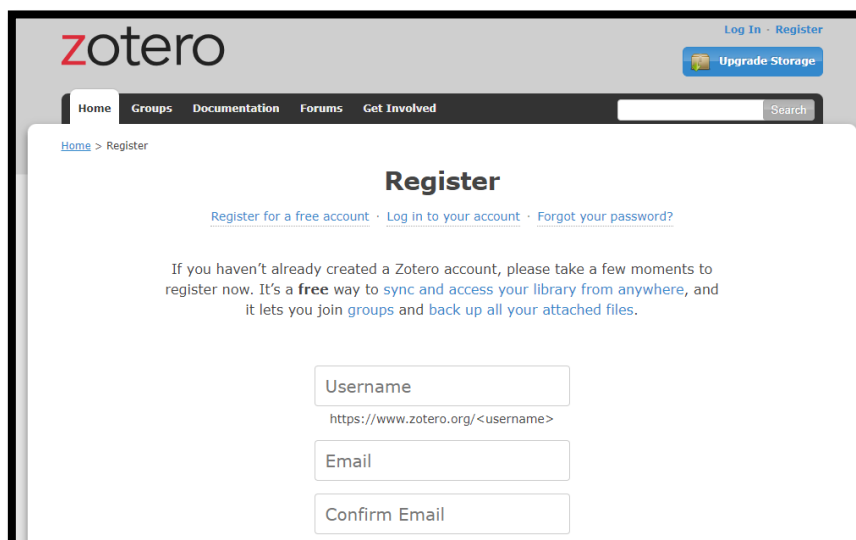 zotero
Log In · Register
Upgrade Storage
Home Groups Documentation Forums Get Involved
Search
Home > Register
Register
Register for a free account · Log in to your account · Forgot your password?
If you haven’t already created a Zotero account, please take a few moments to
register now. It’s a free way to sync and access your library from anywhere, and
it lets you join groups and back up all your attached files.
Username
https://www.zotero.org/<username>
Email
Confirm Email